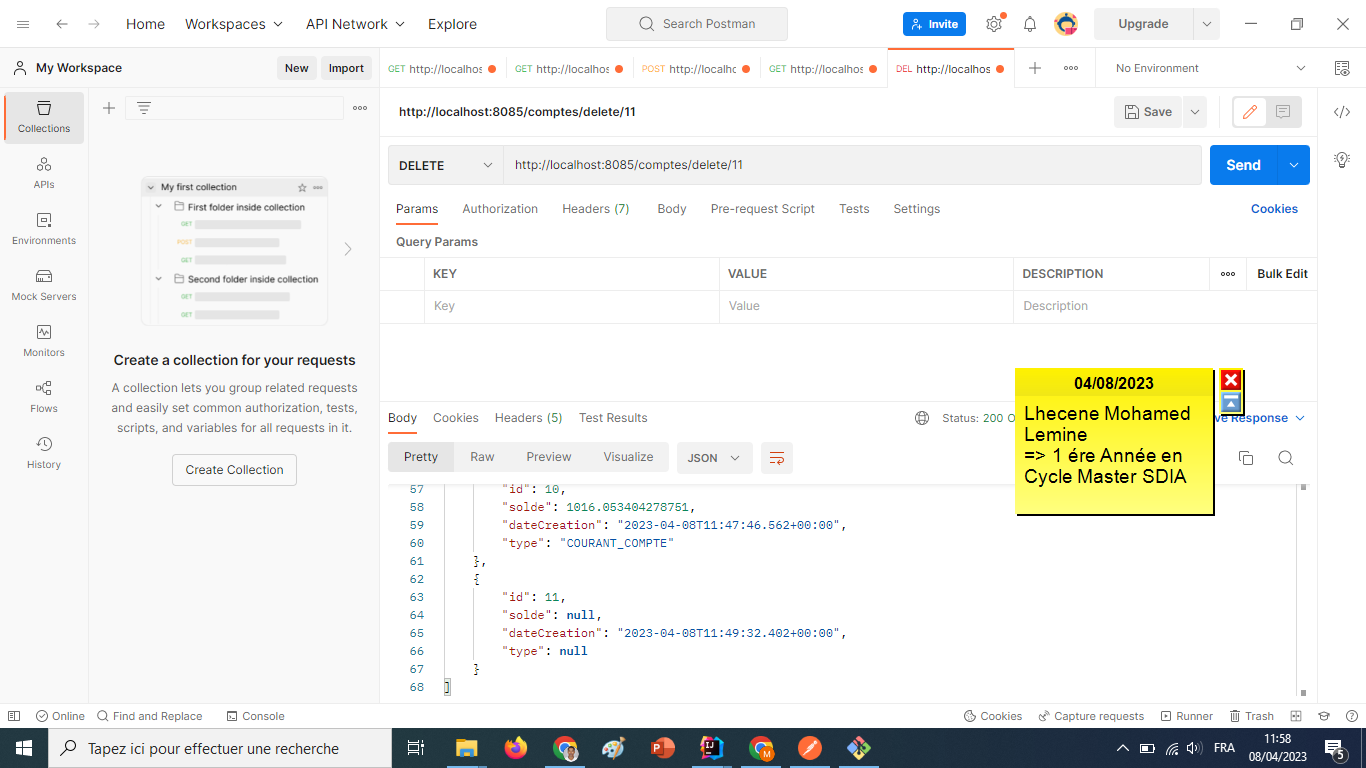 Home
Workspaces
API Network
Explore
Search Postman
Invite
Upgrade
My Workspace
New
Import
GET http://localhos
GET http://localhos
POST http://localhc
GET http://localhos
DEL http://localhos
No Environment
Collections
APIs
Environments
Mock Servers
Monitors
Flows
History
My first collection
First folder inside collection
GET
POST
GET
Second folder inside collection
GET
GET
Create a collection for your requests
A collection lets you group related requests
and easily set common authorization, tests,
scripts, and variables for all requests in it.
Create Collection
http://localhost:8085/comptes/delete/11
Save
DELETE
http://localhost:8085/comptes/delete/11
Send
Params Authorization Headers (7) Body Pre-request Script Tests Settings
Cookies
Query Params
KEY VALUE DESCRIPTION
Bulk Edit
Key Value Description
04/08/2023
Lhecene Mohamed
Lemine
=> 1 ére Année en
Cycle Master SDIA
Body Cookies Headers (5) Test Results
Status: 200 O
ve Response
Pretty Raw Preview Visualize JSON
57 "id": 10,
58 "solde": 1016.053404278751,
59 "dateCreation": "2023-04-08T11:47:46.562+00:00",
60 "type": "COURANT_COMPTE"
61 },
62 {
63 "id": 11,
64 "solde": null,
65 "dateCreation": "2023-04-08T11:49:32.402+00:00",
66 "type": null
67 }
68 ]
Online
Find and Replace
Console
Cookies
Capture requests
Runner
Trash
Tapez ici pour effectuer une recherche
FRA
11:58
08/04/2023
5